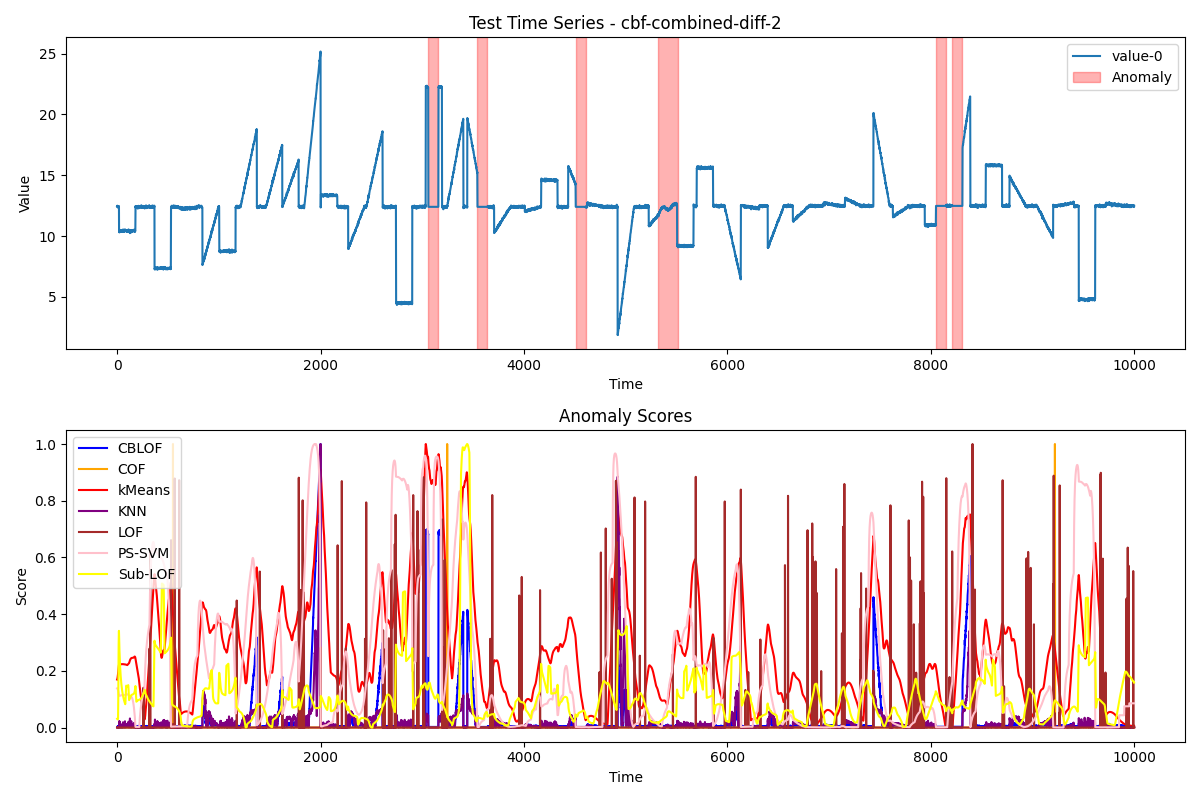 Test Time Series - cbf-combined-diff-2
Value
25
20
15
10
5
value-0
Anomaly
0 2000 4000 6000 8000 10000
Time
Anomaly Scores
Score
1.0
0.8
0.6
0.4
0.2
0.0
CBLOF
COF
kMeans
KNN
LOF
PS-SVM
Sub-LOF
0 2000 4000 6000 8000 10000
Time